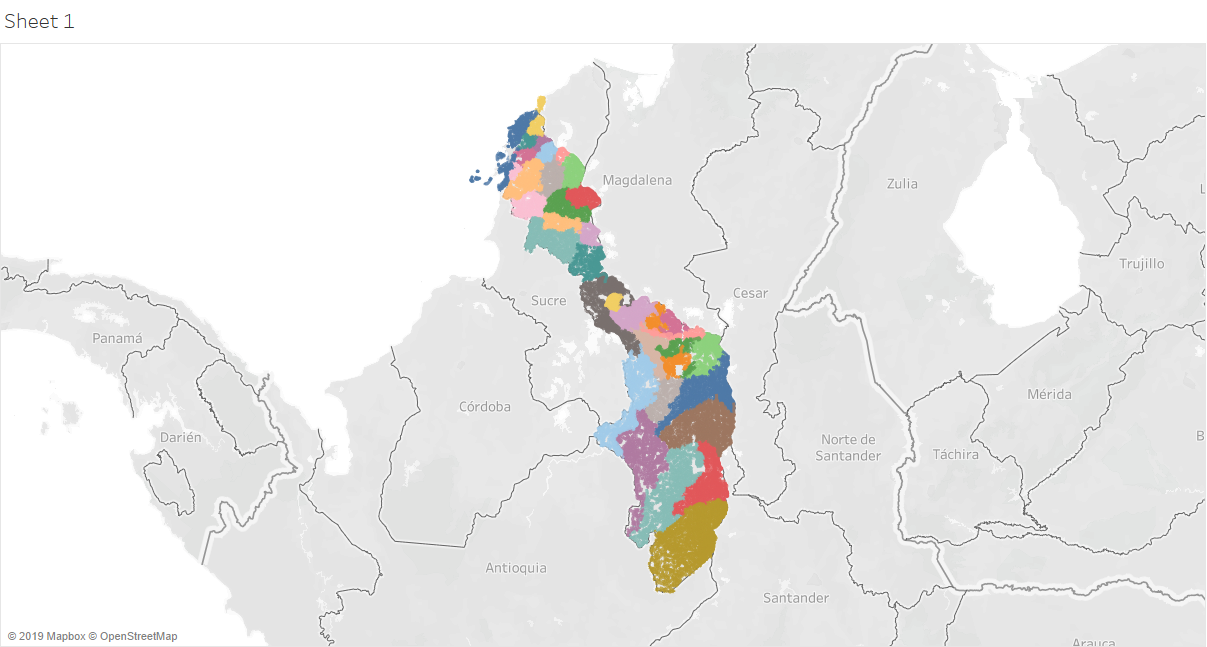 Sheet 1
Magdalena
Zulia
L
Trujillo
Cesar
Sucre
Panamá
Mérida
Córdoba
B
Darién
Norte de
Santander
Táchira
Antioquia
Santander
© 2019 Mapbox © OpenStreetMap
Arauca